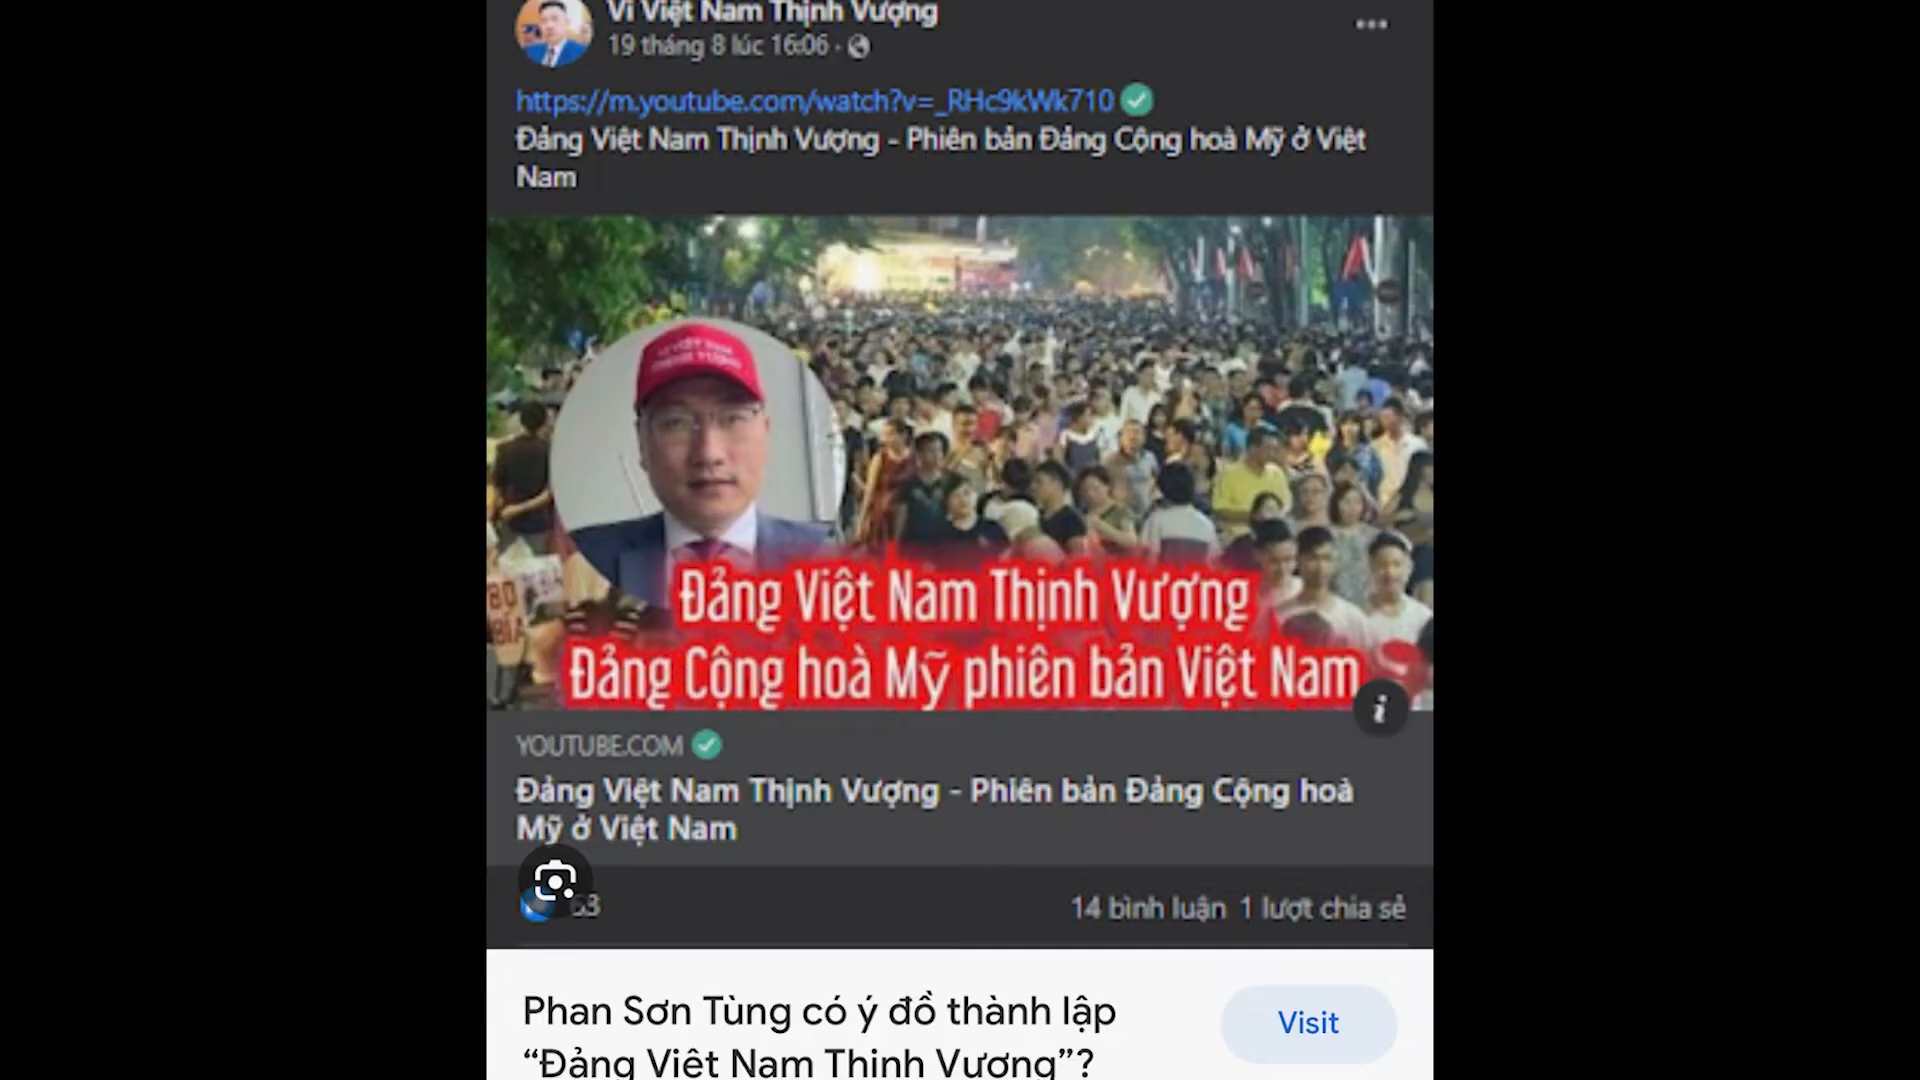 Vì Việt Nam Thịnh Vượng
19 tháng 8 lúc 16:06 ·
https://m.youtube.com/watch?v=_RHc9kWk710
Đảng Việt Nam Thịnh Vượng - Phiên bản Đảng Cộng hoà Mỹ ở Việt
Nam
Đảng Việt Nam Thịnh Vượng
Đảng Cộng hoà Mỹ phiên bản Việt Nam
YOUTUBE.COM
Đảng Việt Nam Thịnh Vượng - Phiên bản Đảng Cộng hoà
Mỹ ở Việt Nam
14 bình luận 1 lượt chia sẻ
Phan Sơn Tùng có ý đồ thành lập
“Đảng Việt Nam Thịnh Vượng”?
Visit